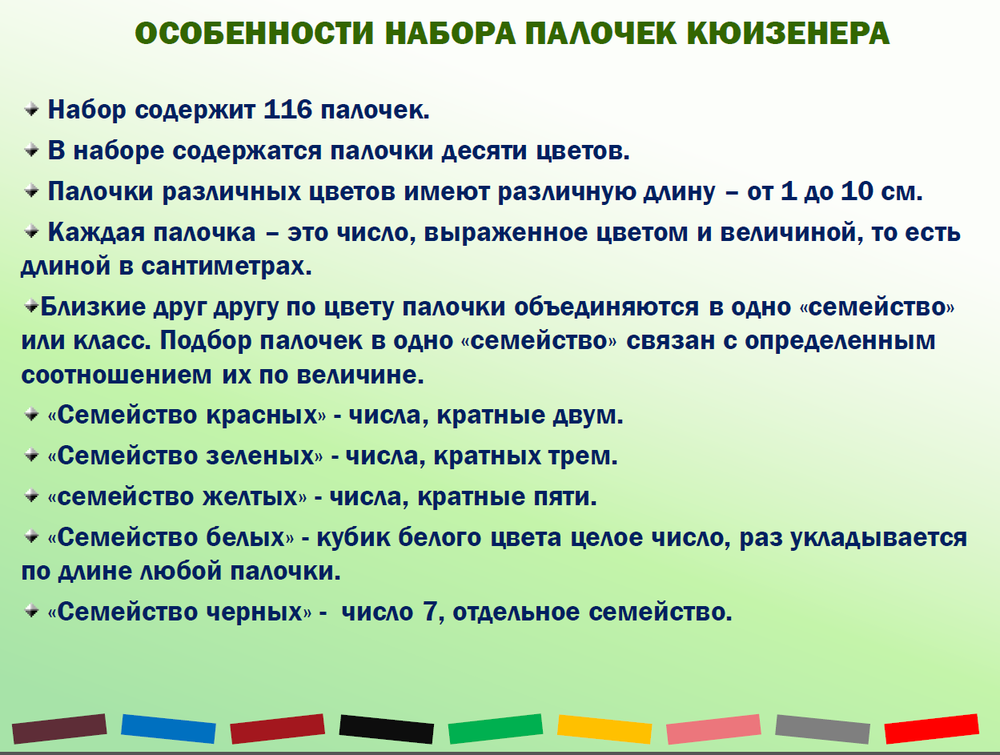 ОСОБЕННОСТИ НАБОРА ПАЛОЧЕК КЮИЗЕНЕРА
Набор содержит 116 палочек.
В наборе содержатся палочки десяти цветов.
Палочки различных цветов имеют различную длину – от 1 до 10 см.
Каждая палочка – это число, выраженное цветом и величиной, то есть
длиной в сантиметрах.
Близкие друг другу по цвету палочки объединяются в одно «семейство»
или класс. Подбор палочек в одно «семейство» связан с определенным
соотношением их по величине.
«Семейство красных» - числа, кратные двум.
«Семейство зеленых» - числа, кратных трем.
«семейство желтых» - числа, кратные пяти.
«Семейство белых» - кубик белого цвета целое число, раз укладывается
по длине любой палочки.
«Семейство черных» -  число 7, отдельное семейство.